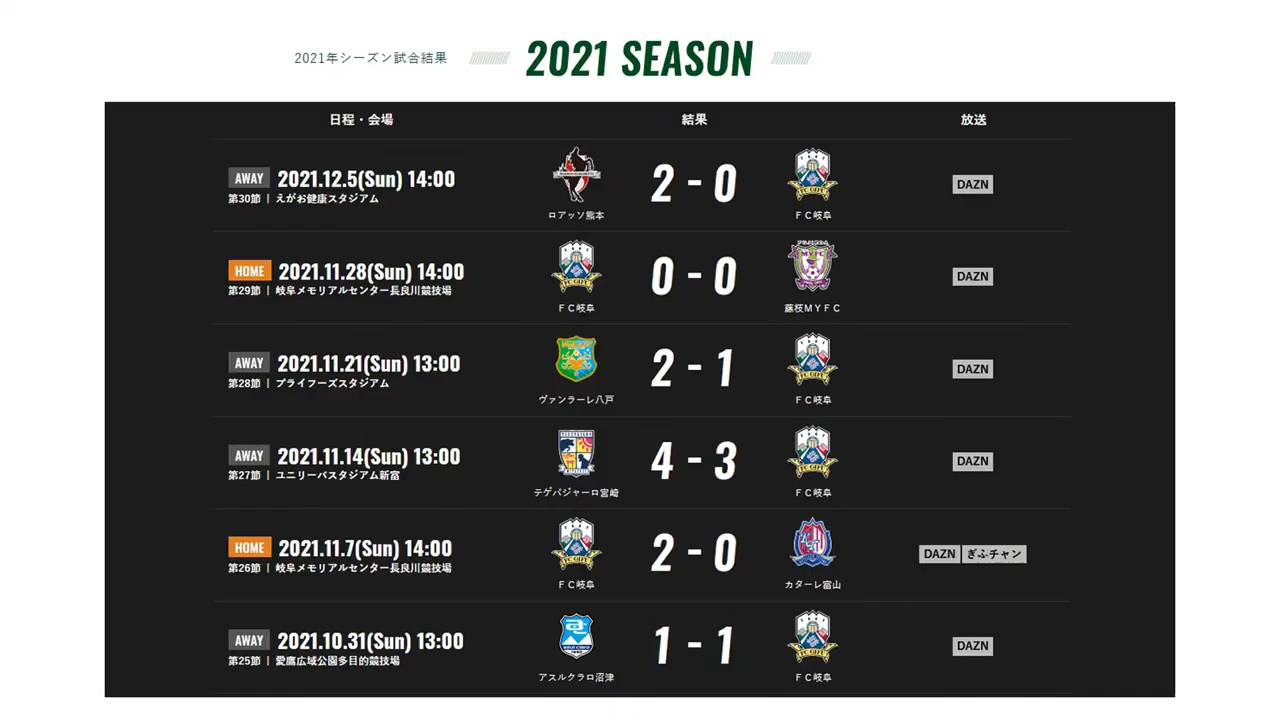 2021年シーズン試合結果 2021 SEASON
日程・会場 結果 放送
AWAY 2021.12.5(Sun) 14:00
第30節 | えがお健康スタジアム
2 - 0
ロアッソ熊本 ＦＣ岐阜
DAZN
HOME 2021.11.28(Sun) 14:00
第29節 | 岐阜メモリアルセンター長良川競技場
0 - 0
ＦＣ岐阜 藤枝ＭＹＦＣ
DAZN
AWAY 2021.11.21(Sun) 13:00
第28節 | プライフーズスタジアム
2 - 1
ヴァンラーレ八戸 ＦＣ岐阜
DAZN
AWAY 2021.11.14(Sun) 13:00
第27節 | ユニリーバスタジアム新富
4 - 3
テゲバジャーロ宮崎 ＦＣ岐阜
DAZN
HOME 2021.11.7(Sun) 14:00
第26節 | 岐阜メモリアルセンター長良川競技場
2 - 0
ＦＣ岐阜 カターレ富山
DAZN ぎふチャン
AWAY 2021.10.31(Sun) 13:00
第25節 | 愛鷹広域公園多目的競技場
1 - 1
アスルクラロ沼津 ＦＣ岐阜
DAZN